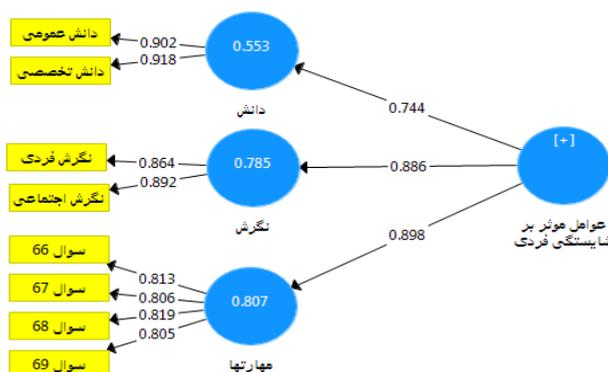 دانش عمومی
0.902
دانش تخصصی
0.918
0.553
دانش
0.744
نگرش فردی
0.864
نگرش اجتماعی
0.892
0.785
نگرش
0.886
[+]
عوامل موثر بر
شایستگی فردی
سوال 66
0.813
سوال 67
0.806
سوال 68
0.819
سوال 69
0.805
0.807
مهارتها
0.898